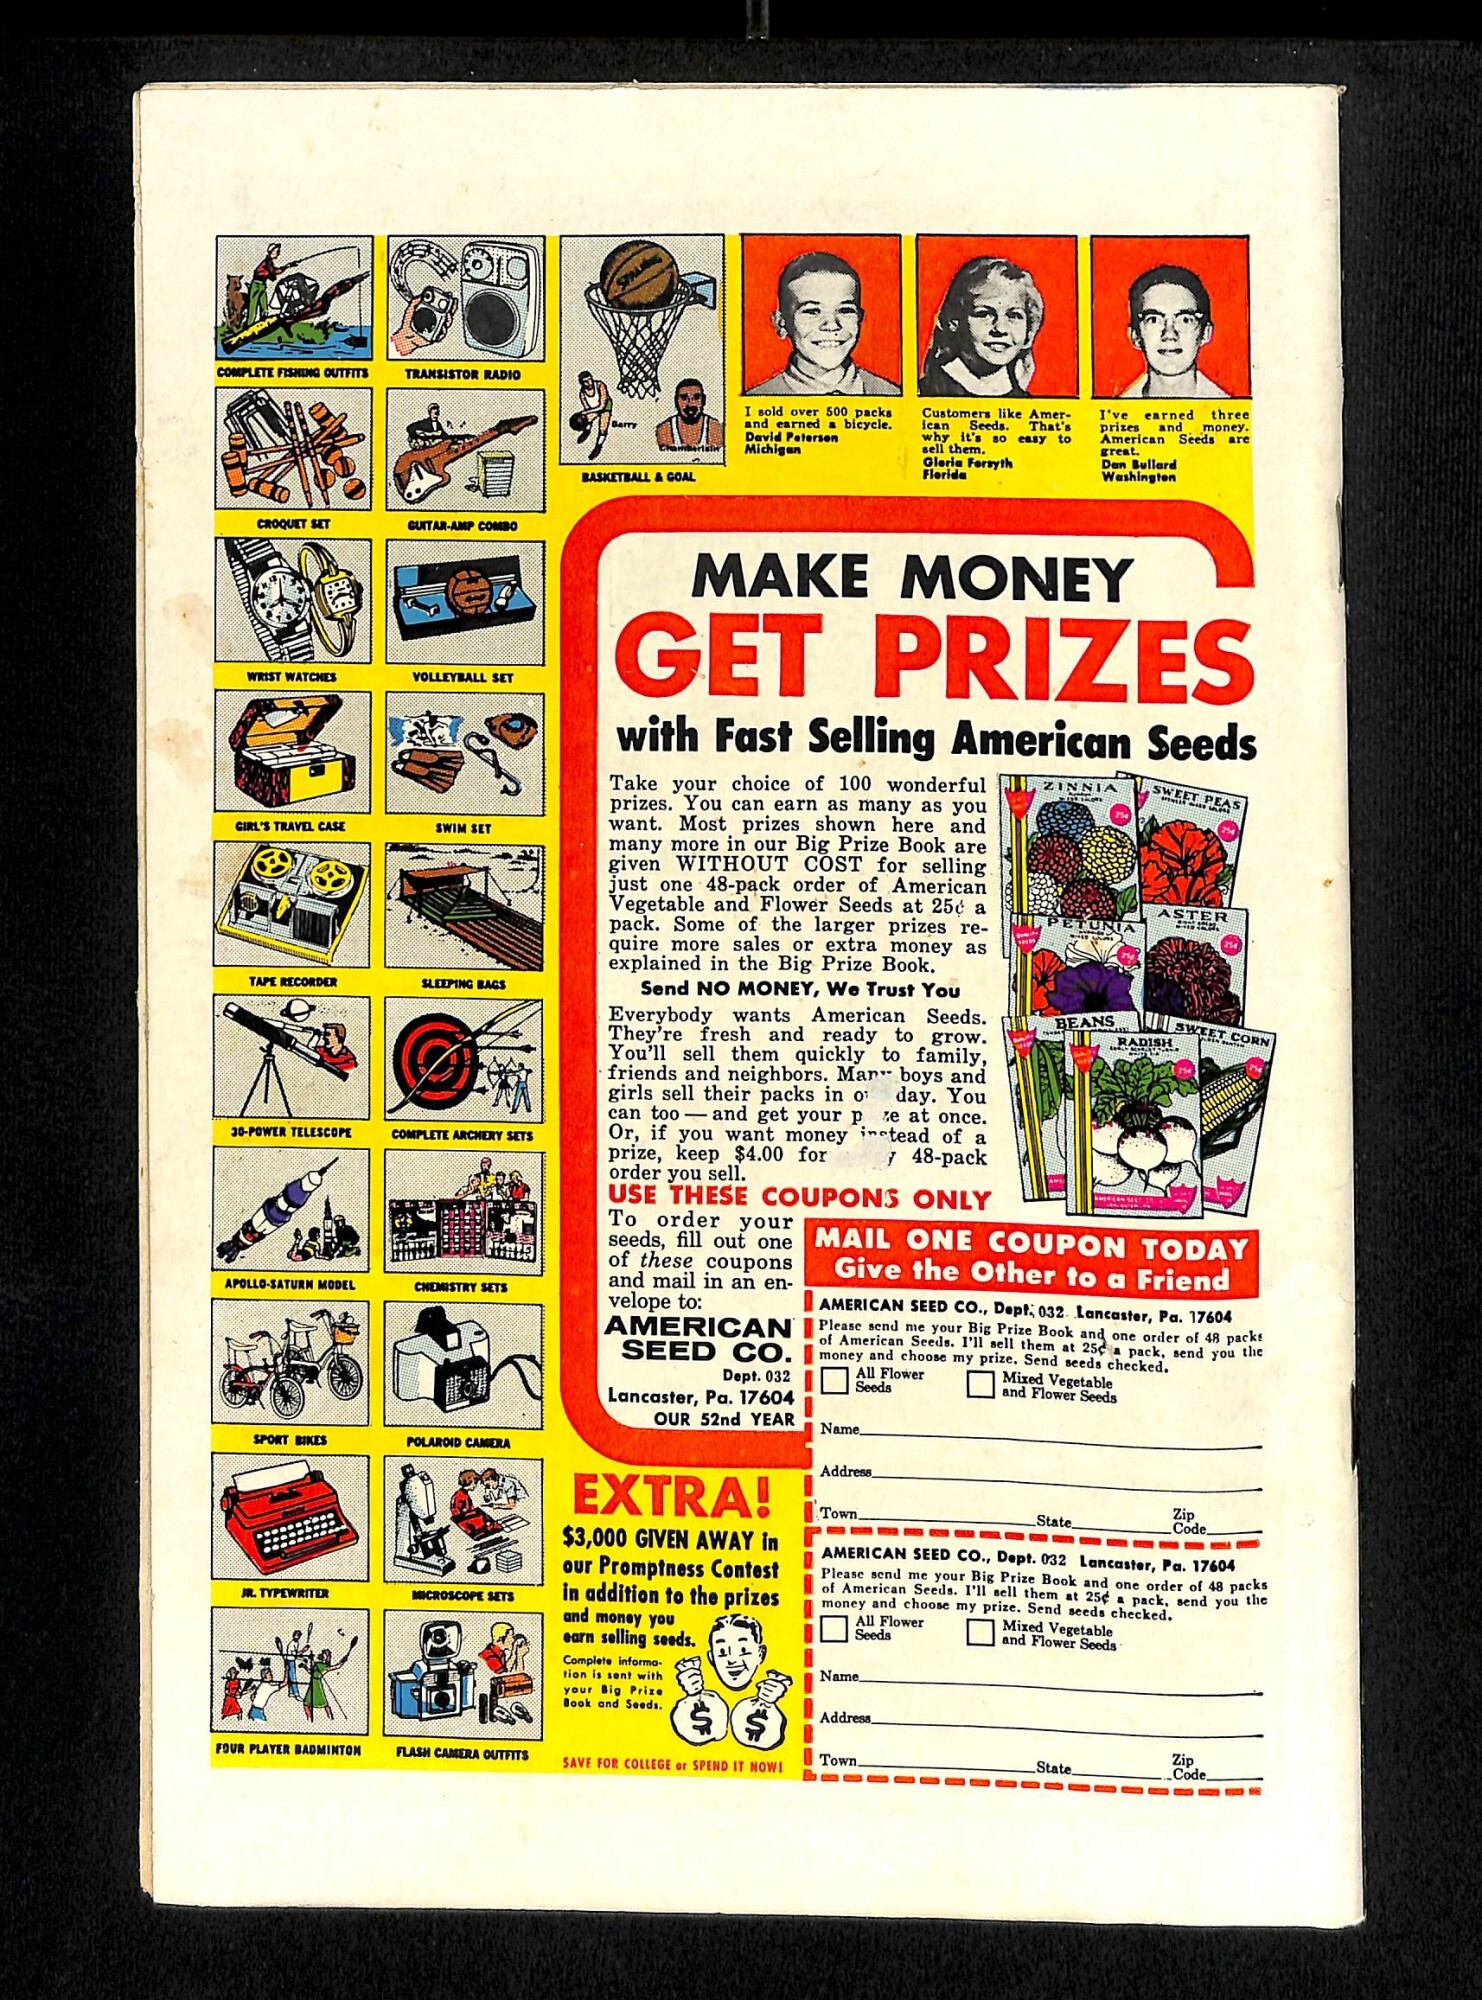 COMPLETE FISHING OUTFITS
TRANSISTOR RADIO
SPALDING
Barry
Chamberlain
BASKETBALL & GOAL
I sold over 500 packs
and earned a bicycle.
David Peterson
Michigan
Customers like Amer-
ican Seeds. That's
why it's so easy to
sell them.
Gloria Forsyth
Florida
I've earned three
prizes and money.
American Seeds are
great.
Dan Bullard
Washington
CROQUET SET
GUITAR-AMP COMBO
WRIST WATCHES
VOLLEYBALL SET
GIRL'S TRAVEL CASE
SWIM SET
TAPE RECORDER
SLEEPING BAGS
30-POWER TELESCOPE
COMPLETE ARCHERY SETS
APOLLO-SATURN MODEL
CHEMISTRY SETS
SPORT BIKES
POLAROID CAMERA
JR. TYPEWRITER
MICROSCOPE SETS
FOUR PLAYER BADMINTON
FLASH CAMERA OUTFITS
MAKE MONEY
GET PRIZES
with Fast Selling American Seeds
Take your choice of 100 wonderful
prizes. You can earn as many as you
want. Most prizes shown here and
many more in our Big Prize Book are
given WITHOUT COST for selling
just one 48-pack order of American
Vegetable and Flower Seeds at 25¢ a
pack. Some of the larger prizes re-
quire more sales or extra money as
explained in the Big Prize Book.
Send NO MONEY, We Trust You
Everybody wants American Seeds.
They're fresh and ready to grow.
You'll sell them quickly to family,
friends and neighbors. Many boys and
girls sell their packs in day. You
can too — and get your at once.
Or, if you want money instead of a
prize, keep $4.00 for 48-pack
order you sell.
USE THESE COUPONS ONLY
ZINNIA
25¢
SWEET PEAS
25¢
PETUNIA
25¢
ASTER
25¢
BEANS
RADISH
25¢
SWEET CORN
25¢
To order your
seeds, fill out one
of these coupons
and mail in an en-
velope to:
AMERICAN
SEED CO.
Dept. 032
Lancaster, Pa. 17604
OUR 52nd YEAR
MAIL ONE COUPON TODAY
Give the Other to a Friend
AMERICAN SEED CO., Dept. 032 Lancaster, Pa. 17604
Please send me your Big Prize Book and one order of 48 packs
of American Seeds. I'll sell them at 25¢ a pack, send you the
money and choose my prize. Send seeds checked.
All Flower
Seeds
Mixed Vegetable
and Flower Seeds
Name
Address
Town State Zip
Code
AMERICAN SEED CO., Dept. 032 Lancaster, Pa. 17604
Please send me your Big Prize Book and one order of 48 packs
of American Seeds. I'll sell them at 25¢ a pack, send you the
money and choose my prize. Send seeds checked.
All Flower
Seeds
Mixed Vegetable
and Flower Seeds
Name
Address
Town State Zip
Code
EXTRA!
$3,000 GIVEN AWAY in
our Promptness Contest
in addition to the prizes
and money you
earn selling seeds.
Complete informa-
tion is sent with
your Big Prize
Book and Seeds.
$ $
SAVE FOR COLLEGE or SPEND IT NOW!